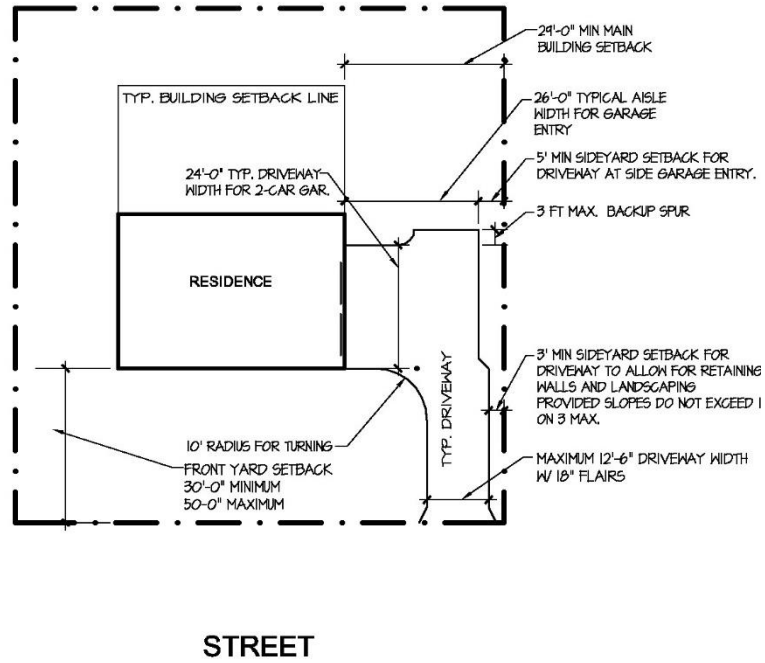 29'-0" MIN MAIN
BUILDING SETBACK
TYP. BUILDING SETBACK LINE
26'-0" TYPICAL AISLE
WIDTH FOR GARAGE
ENTRY
24'-0" TYP. DRIVEWAY
WIDTH FOR 2-CAR GAR.
5' MIN SIDEYARD SETBACK FOR
DRIVEWAY AT SIDE GARAGE ENTRY.
3 FT MAX. BACKUP SPUR
RESIDENCE
TYP. DRIVEWAY
3' MIN SIDEYARD SETBACK FOR
DRIVEWAY TO ALLOW FOR RETAINING
WALLS AND LANDSCAPING
PROVIDED SLOPES DO NOT EXCEED 1
ON 3 MAX.
10' RADIUS FOR TURNING
FRONT YARD SETBACK
30'-0" MINIMUM
50-0" MAXIMUM
MAXIMUM 12'-6" DRIVEWAY WIDTH
W/ 18" FLAIRS
STREET